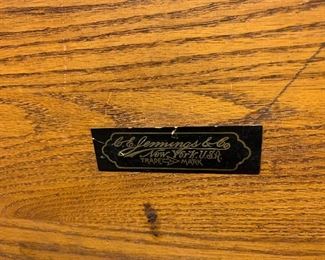 C.E. Jennings & Co
New York. U.S.A.
TRADE MARK